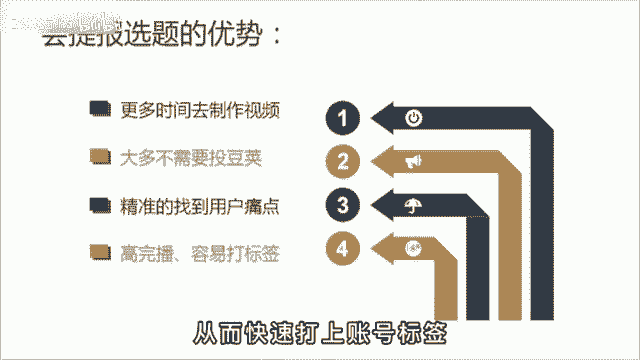 会提报选题的优势：
更多时间去制作视频
大多不需要投豆荚
精准的找到用户痛点
高完播、容易打标签
1
2
3
4
从而快速打上账号标签